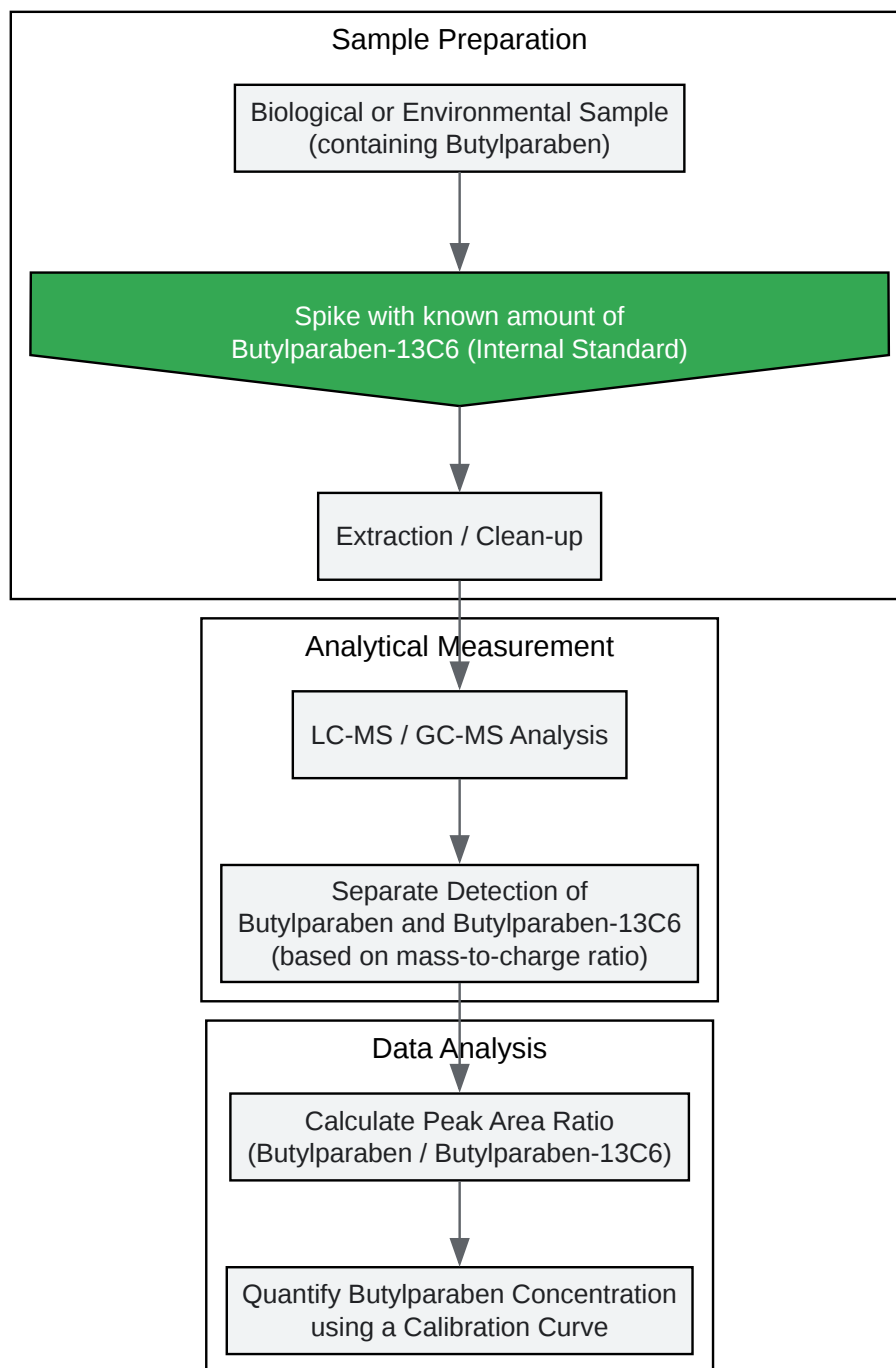 Sample Preparation
Biological or Environmental Sample
(containing Butylparaben)
Spike with known amount of
Butylparaben-13C6 (Internal Standard)
Extraction / Clean-up
Analytical Measurement
LC-MS / GC-MS Analysis
Separate Detection of
Butylparaben and Butylparaben-13C6
(based on mass-to-charge ratio)
Data Analysis
Calculate Peak Area Ratio
(Butylparaben / Butylparaben-13C6)
Quantify Butylparaben Concentration
using a Calibration Curve